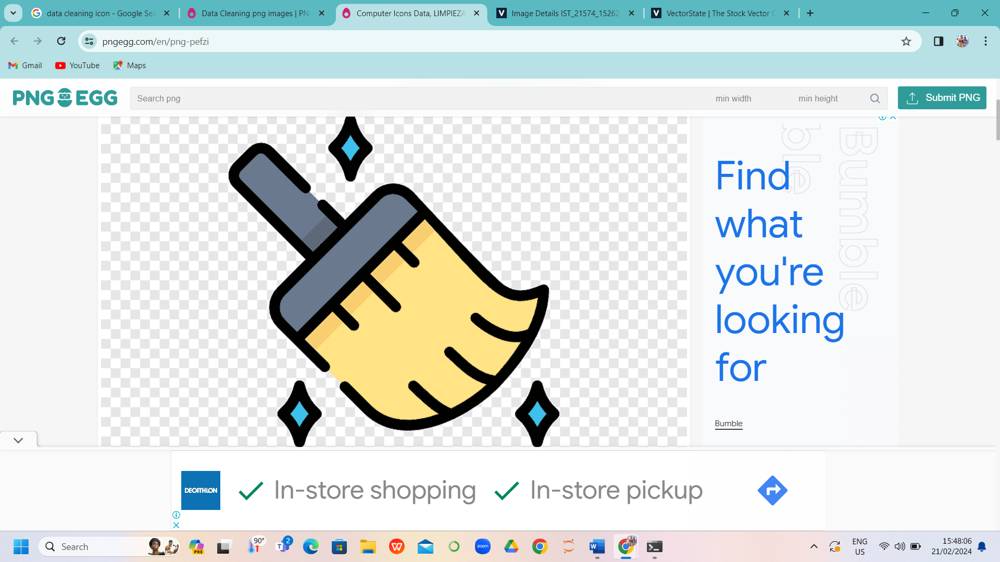 data cleaning icon - Google Sea
Data Cleaning png images | PN
Computer Icons Data, LIMPIEZA
Image Details IST_21574_15262
VectorState | The Stock Vector
pngegg.com/en/png-pefzi
Gmail
YouTube
Maps
PNG EGG
Search png
min width
min height
Submit PNG
Bumble
ble
Find
what
you're
looking
for
Bumble
DECATHLON
In-store shopping
In-store pickup
Search
PRE
90°
2
zoom
ENG
US
15:48:06
21/02/2024